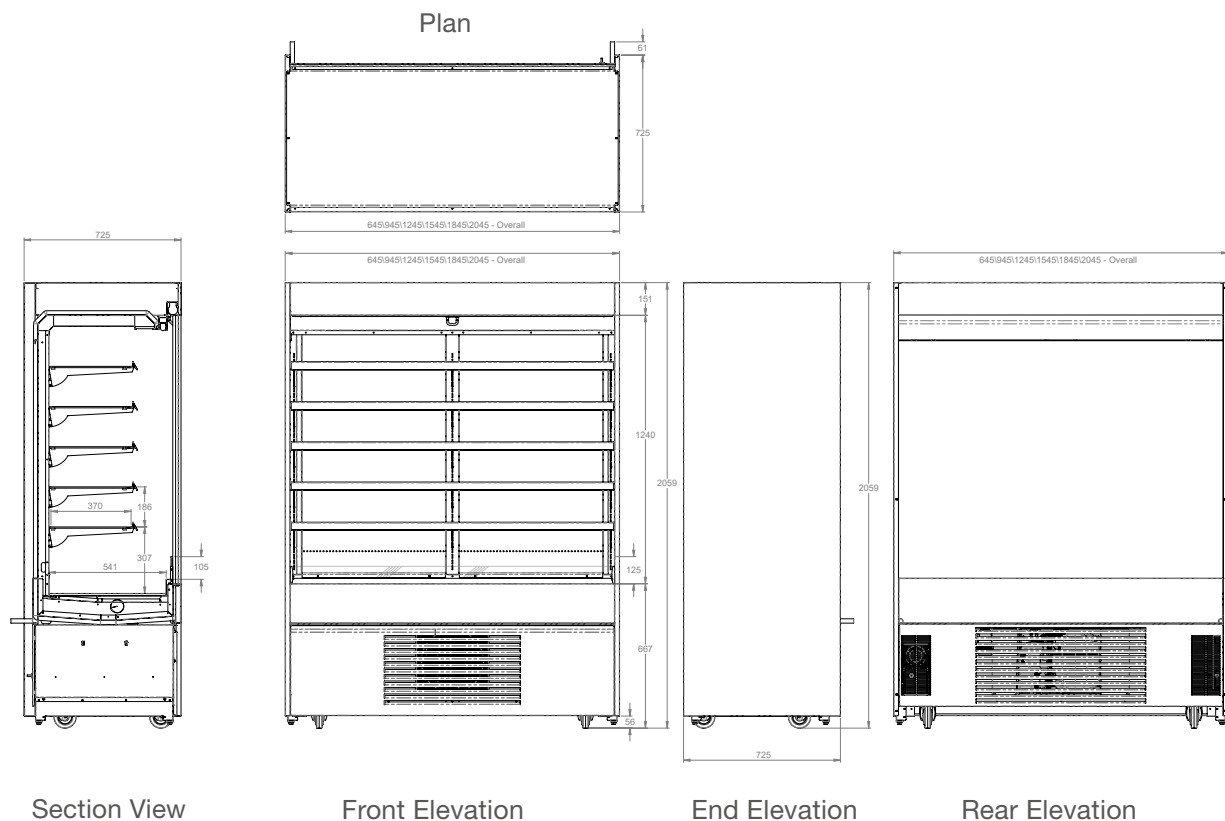 Plan
61
725
645\945\1245\1545\1845\2045 - Overall
725
645\945\1245\1545\1845\2045 - Overall
645\945\1245\1545\1845\2045 - Overall
151
1240
2059
2059
370
186
307
541
105
125
667
56
725
Section View
Front Elevation
End Elevation
Rear Elevation